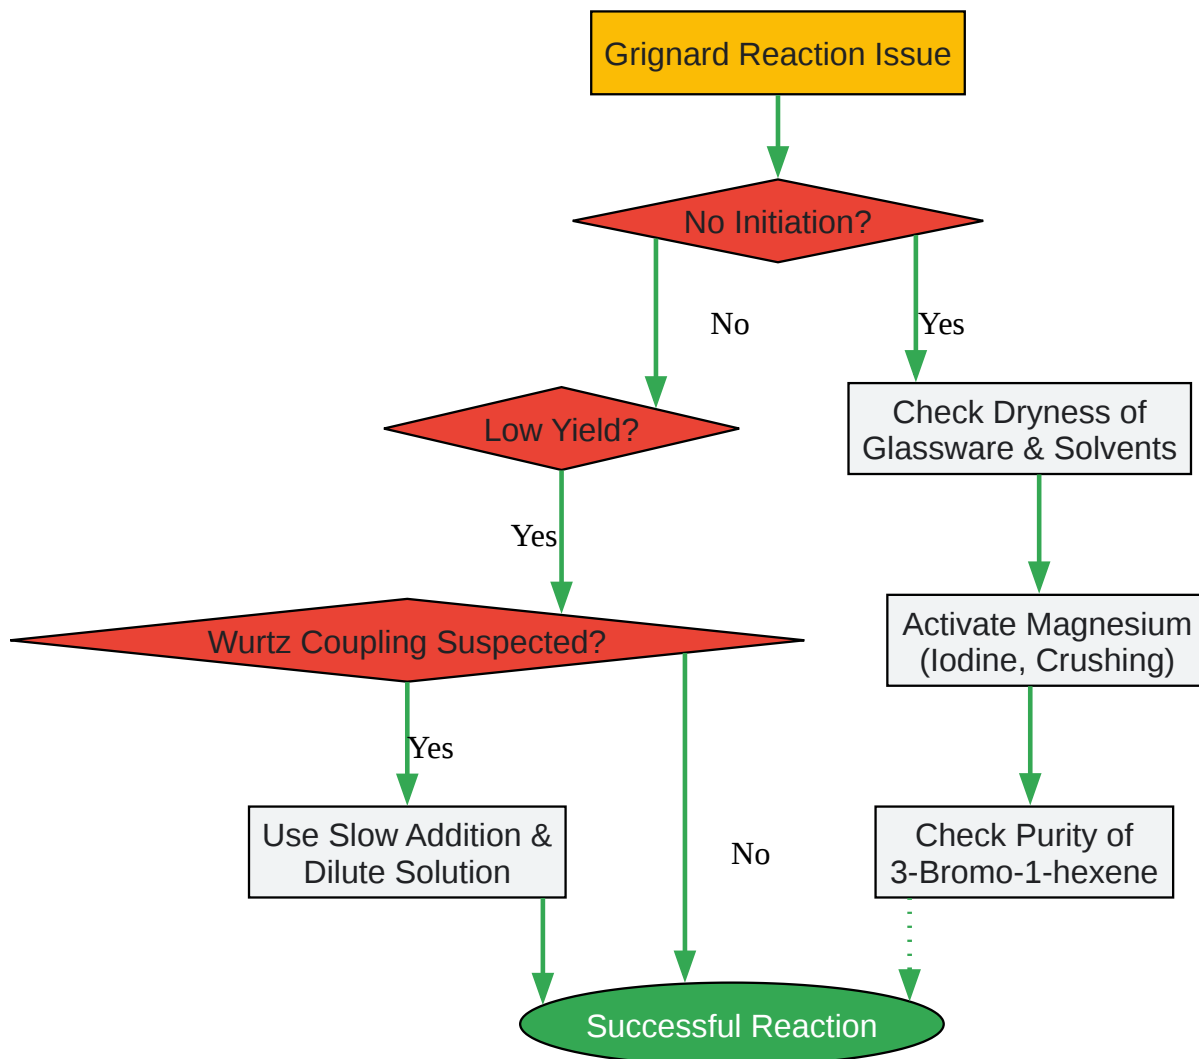 Grignard Reaction Issue
No Initiation?
No
Yes
Low Yield?
Check Dryness of
Glassware & Solvents
Yes
Wurtz Coupling Suspected?
Activate Magnesium
(Iodine, Crushing)
Yes
Use Slow Addition &
Dilute Solution
No
Check Purity of
3-Bromo-1-hexene
Successful Reaction